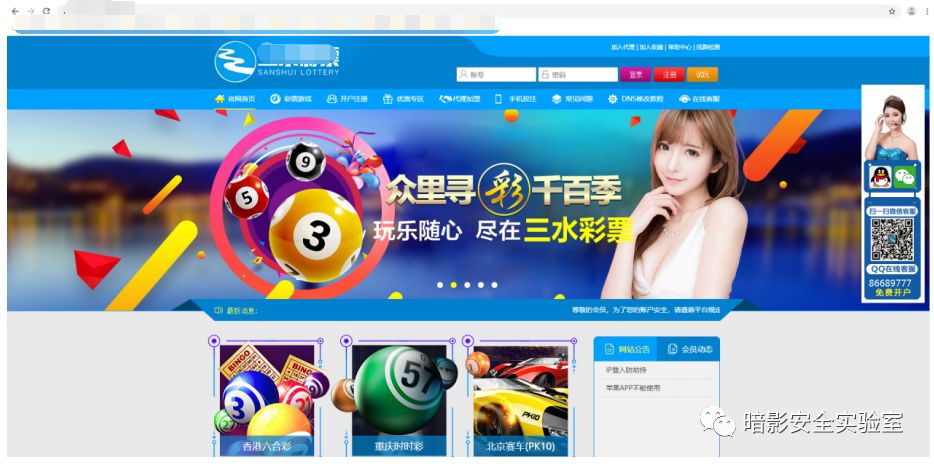 SANSHUI LOTTERY
加入代理 | 加入收藏 | 帮助中心 | 线路检测
账号
密码
登录
注册
试玩
官网首页
彩票游戏
开户注册
优惠专区
代理加盟
手机投注
常见问题
DNS修改教程
在线客服
众里寻彩千百季
玩乐随心 尽在三水彩票
9
5
3
扫一扫微信客服
QQ在线客服
86689777
免费开户
最新消息:
尊敬的会员，为了您的账户安全，请遵新平台规定
网站公告
会员动态
IP登入防劫持
苹果APP不能使用
BINGO
BINGO
3
27
57
PK10
香港六合彩
重庆时时彩
北京赛车(PK10)
暗影安全实验室